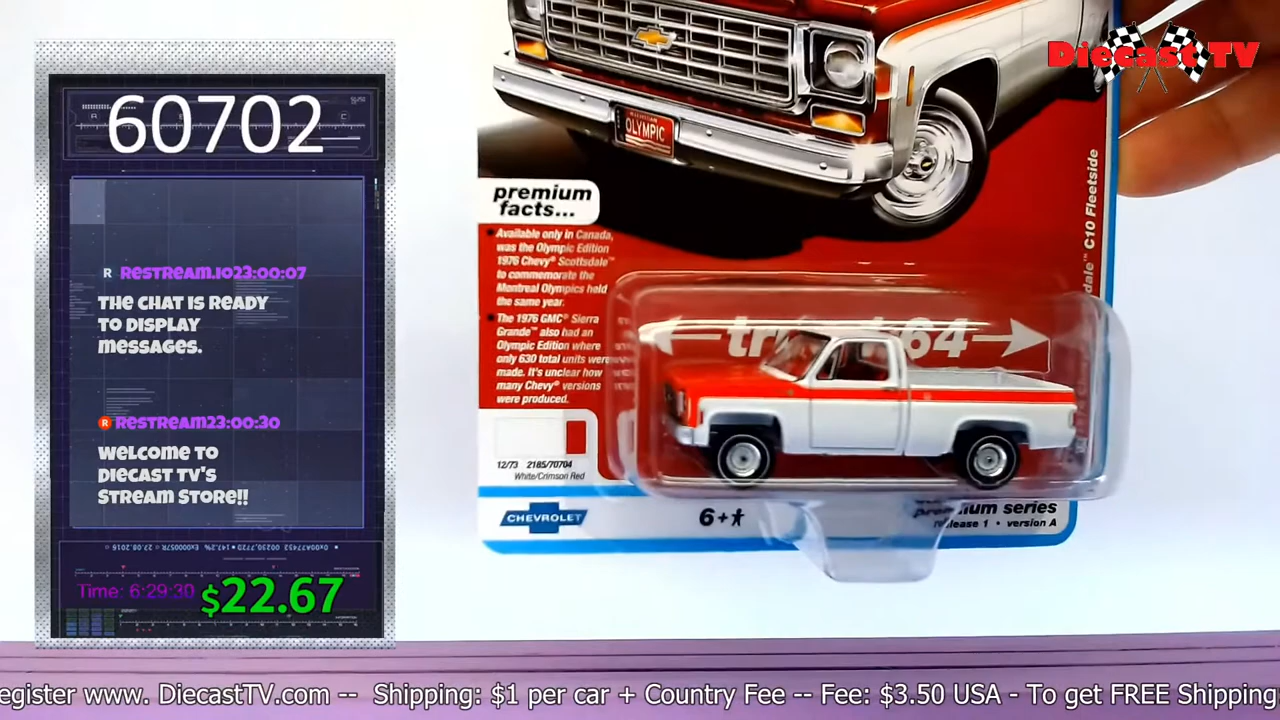 Diecast TV
60702
Restream.io 23:00:07
The chat is ready
to display
messages.
Restream 23:00:30
Welcome to
Diecast TV's
Stream Store!!
Time: 6:29:30
$22.67
OLYMPIC
premium
facts...
Available only in Canada,
was the Olympic Edition
1976 Chevy® Scottsdale™
to commemorate the
Montreal Olympics held
the same year.
The 1976 GMC® Sierra
Grande™ also had an
Olympic Edition where
only 630 total units were
made. It's unclear how
many Chevy® versions
were produced.
12/73 2185/70704
White/Crimson Red
CHEVROLET
6+
premium series
release 1 • version A
dale™ C10 Fleetside
64
egister www. DiecastTV.com -- Shipping: $1 per car + Country Fee -- Fee: $3.50 USA - To get FREE Shipping